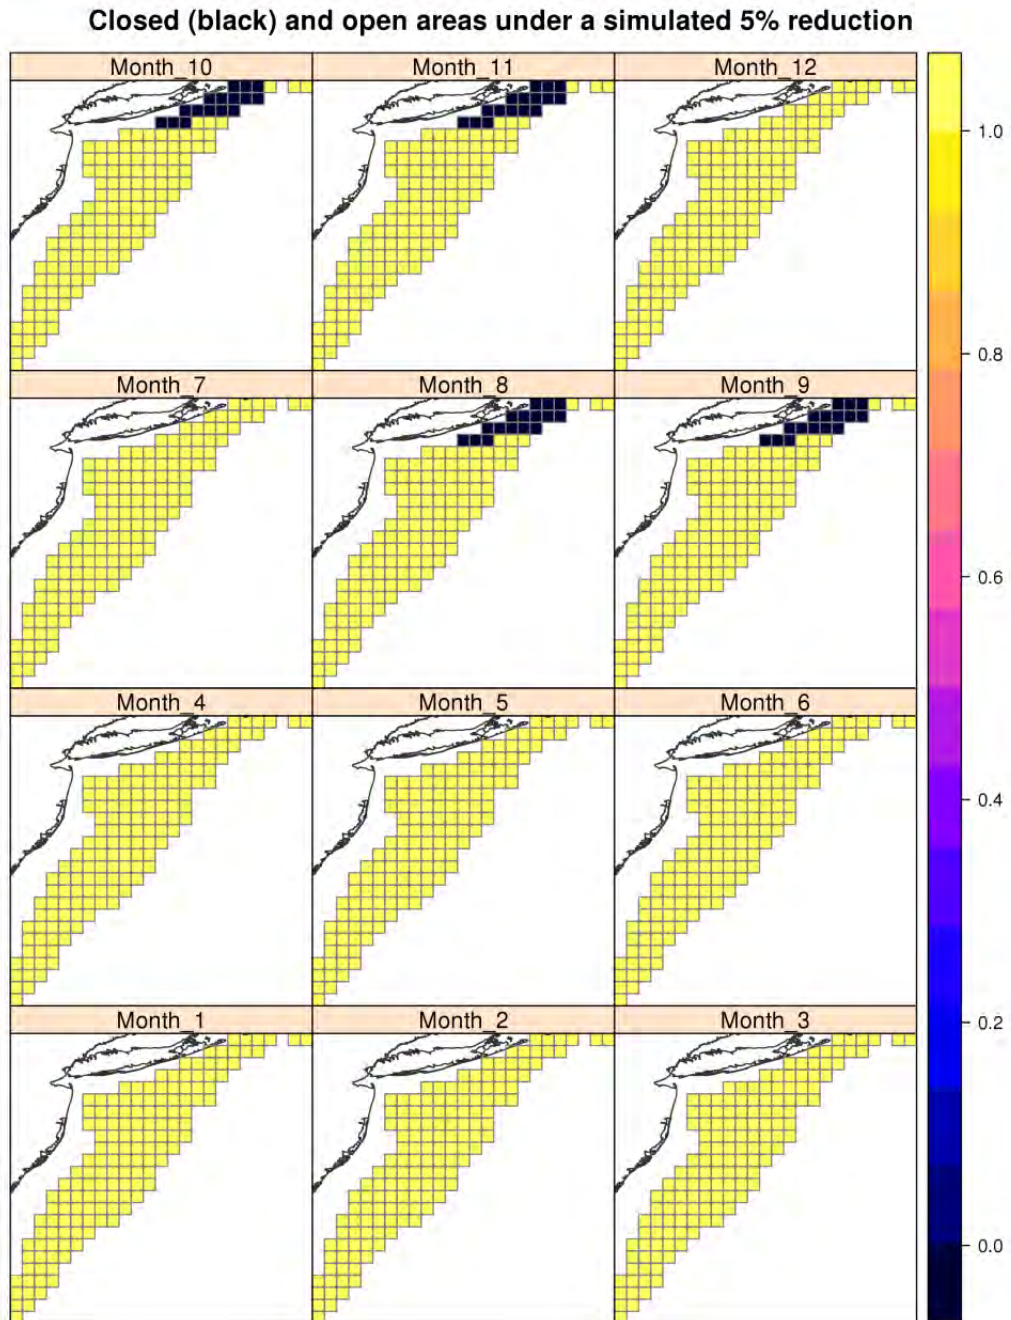 Closed (black) and open areas under a simulated 5% reduction
Month_10
Month_11
Month_12
Month_7
Month_8
Month_9
Month_4
Month_5
Month_6
Month_1
Month_2
Month_3
1.0
0.8
0.6
0.4
0.2
0.0